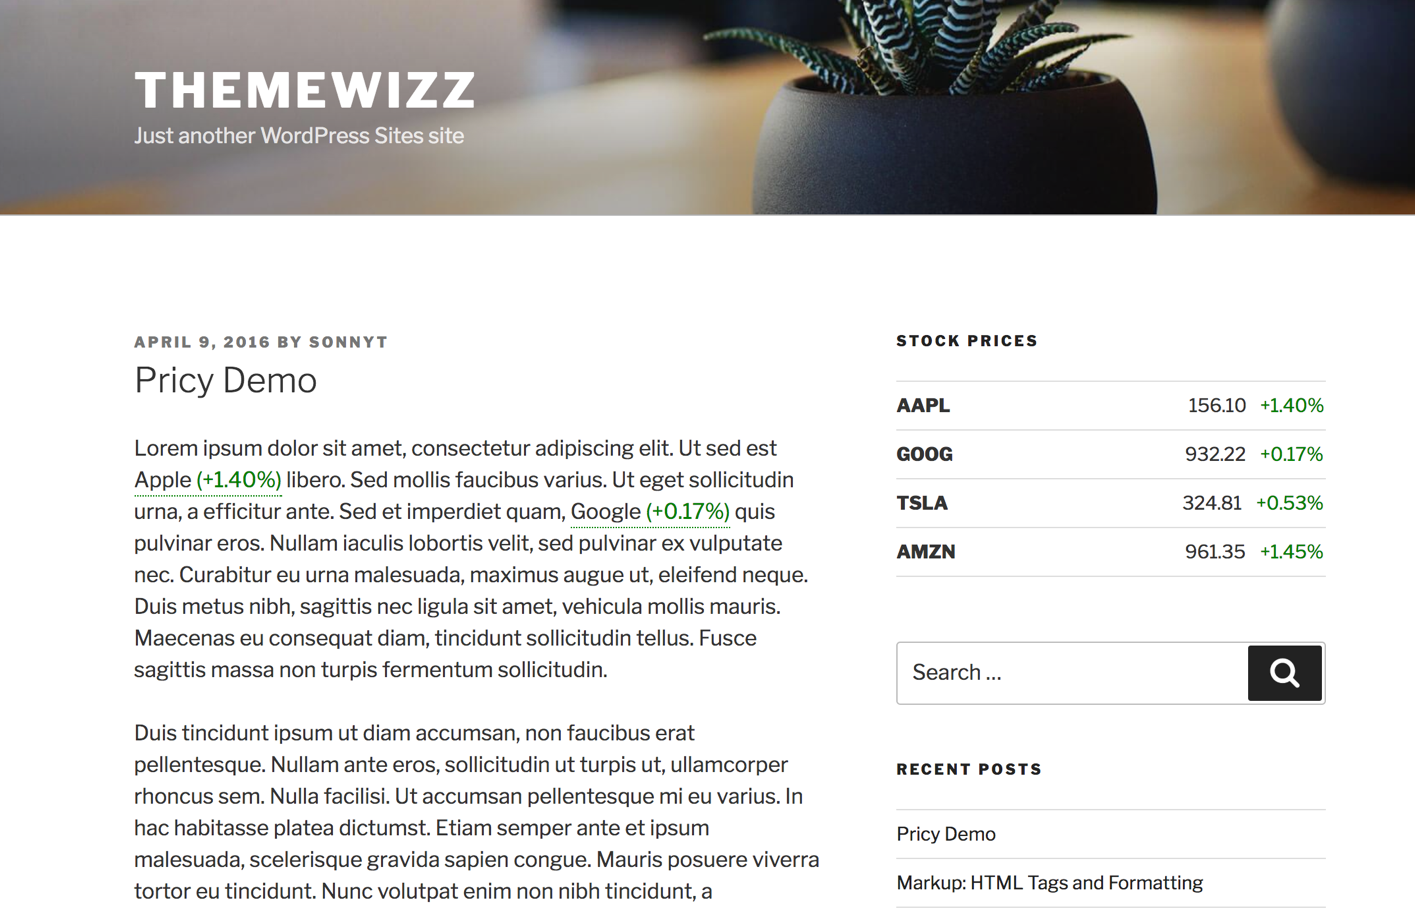 THEMEWIZZ
Just another WordPress Sites site
APRIL 9, 2016 BY SONNYT
Pricy Demo
Lorem ipsum dolor sit amet, consectetur adipiscing elit. Ut sed est
Apple (+1.40%) libero. Sed mollis faucibus varius. Ut eget sollicitudin
urna, a efficitur ante. Sed et imperdiet quam, Google (+0.17%) quis
pulvinar eros. Nullam iaculis lobortis velit, sed pulvinar ex vulputate
nec. Curabitur eu urna malesuada, maximus augue ut, eleifend neque.
Duis metus nibh, sagittis nec ligula sit amet, vehicula mollis mauris.
Maecenas eu consequat diam, tincidunt sollicitudin tellus. Fusce
sagittis massa non turpis fermentum sollicitudin.
Duis tincidunt ipsum ut diam accumsan, non faucibus erat
pellentesque. Nullam ante eros, sollicitudin ut turpis ut, ullamcorper
rhoncus sem. Nulla facilisi. Ut accumsan pellentesque mi eu varius. In
hac habitasse platea dictumst. Etiam semper ante et ipsum
malesuada, scelerisque gravida sapien congue. Mauris posuere viverra
tortor eu tincidunt. Nunc volutpat enim non nibh tincidunt, a
STOCK PRICES
AAPL 156.10 +1.40%
GOOG 932.22 +0.17%
TSLA 324.81 +0.53%
AMZN 961.35 +1.45%
Search ...
RECENT POSTS
Pricy Demo
Markup: HTML Tags and Formatting